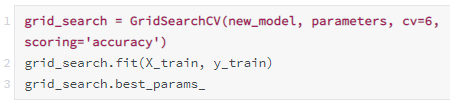 1 grid_search = GridSearchCV(new_model, parameters, cv=6,
scoring='accuracy')
2 grid_search.fit(X_train, y_train)
3 grid_search.best_params_